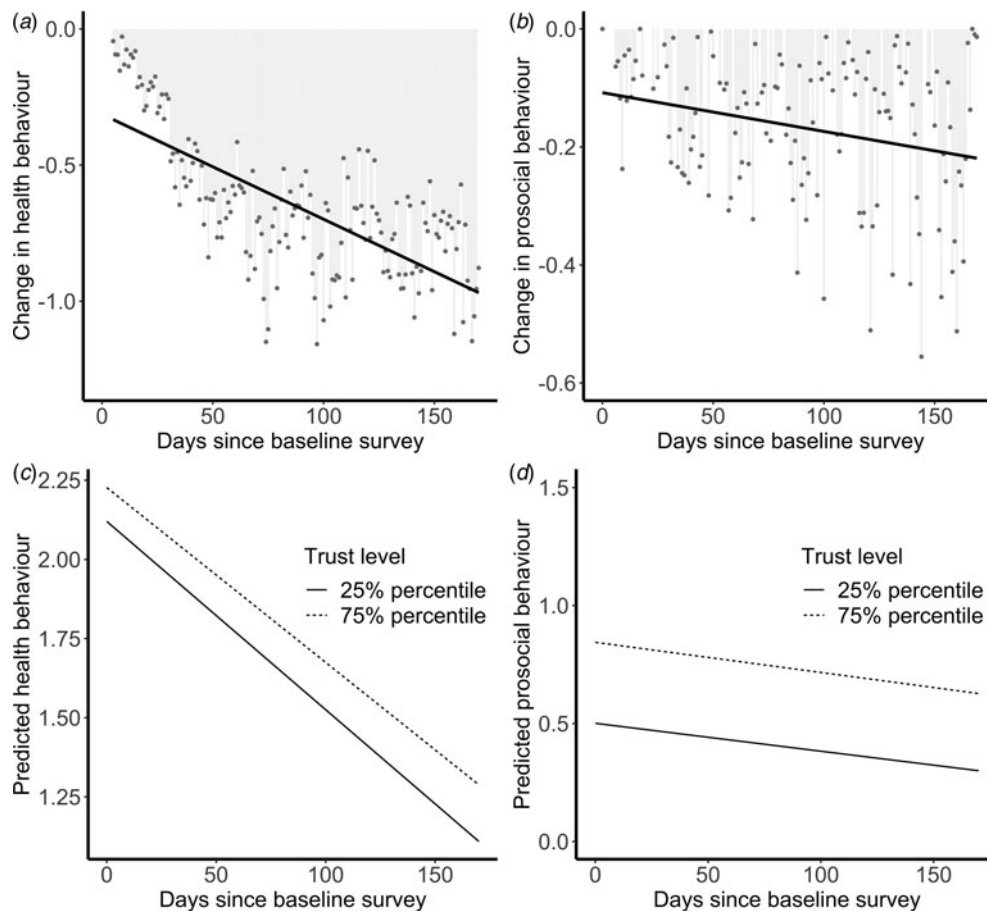 (a)
Change in health behaviour
0.0
-0.5
-1.0
0
50
100
150
Days since baseline survey
(b)
Change in prosocial behaviour
0.0
-0.2
-0.4
-0.6
0
50
100
150
Days since baseline survey
(c)
Predicted health behaviour
2.25
2.00
1.75
1.50
1.25
Trust level
25% percentile
75% percentile
0
50
100
150
Days since baseline survey
(d)
Predicted prosocial behaviour
1.5
1.0
0.5
0.0
Trust level
25% percentile
75% percentile
0
50
100
150
Days since baseline survey